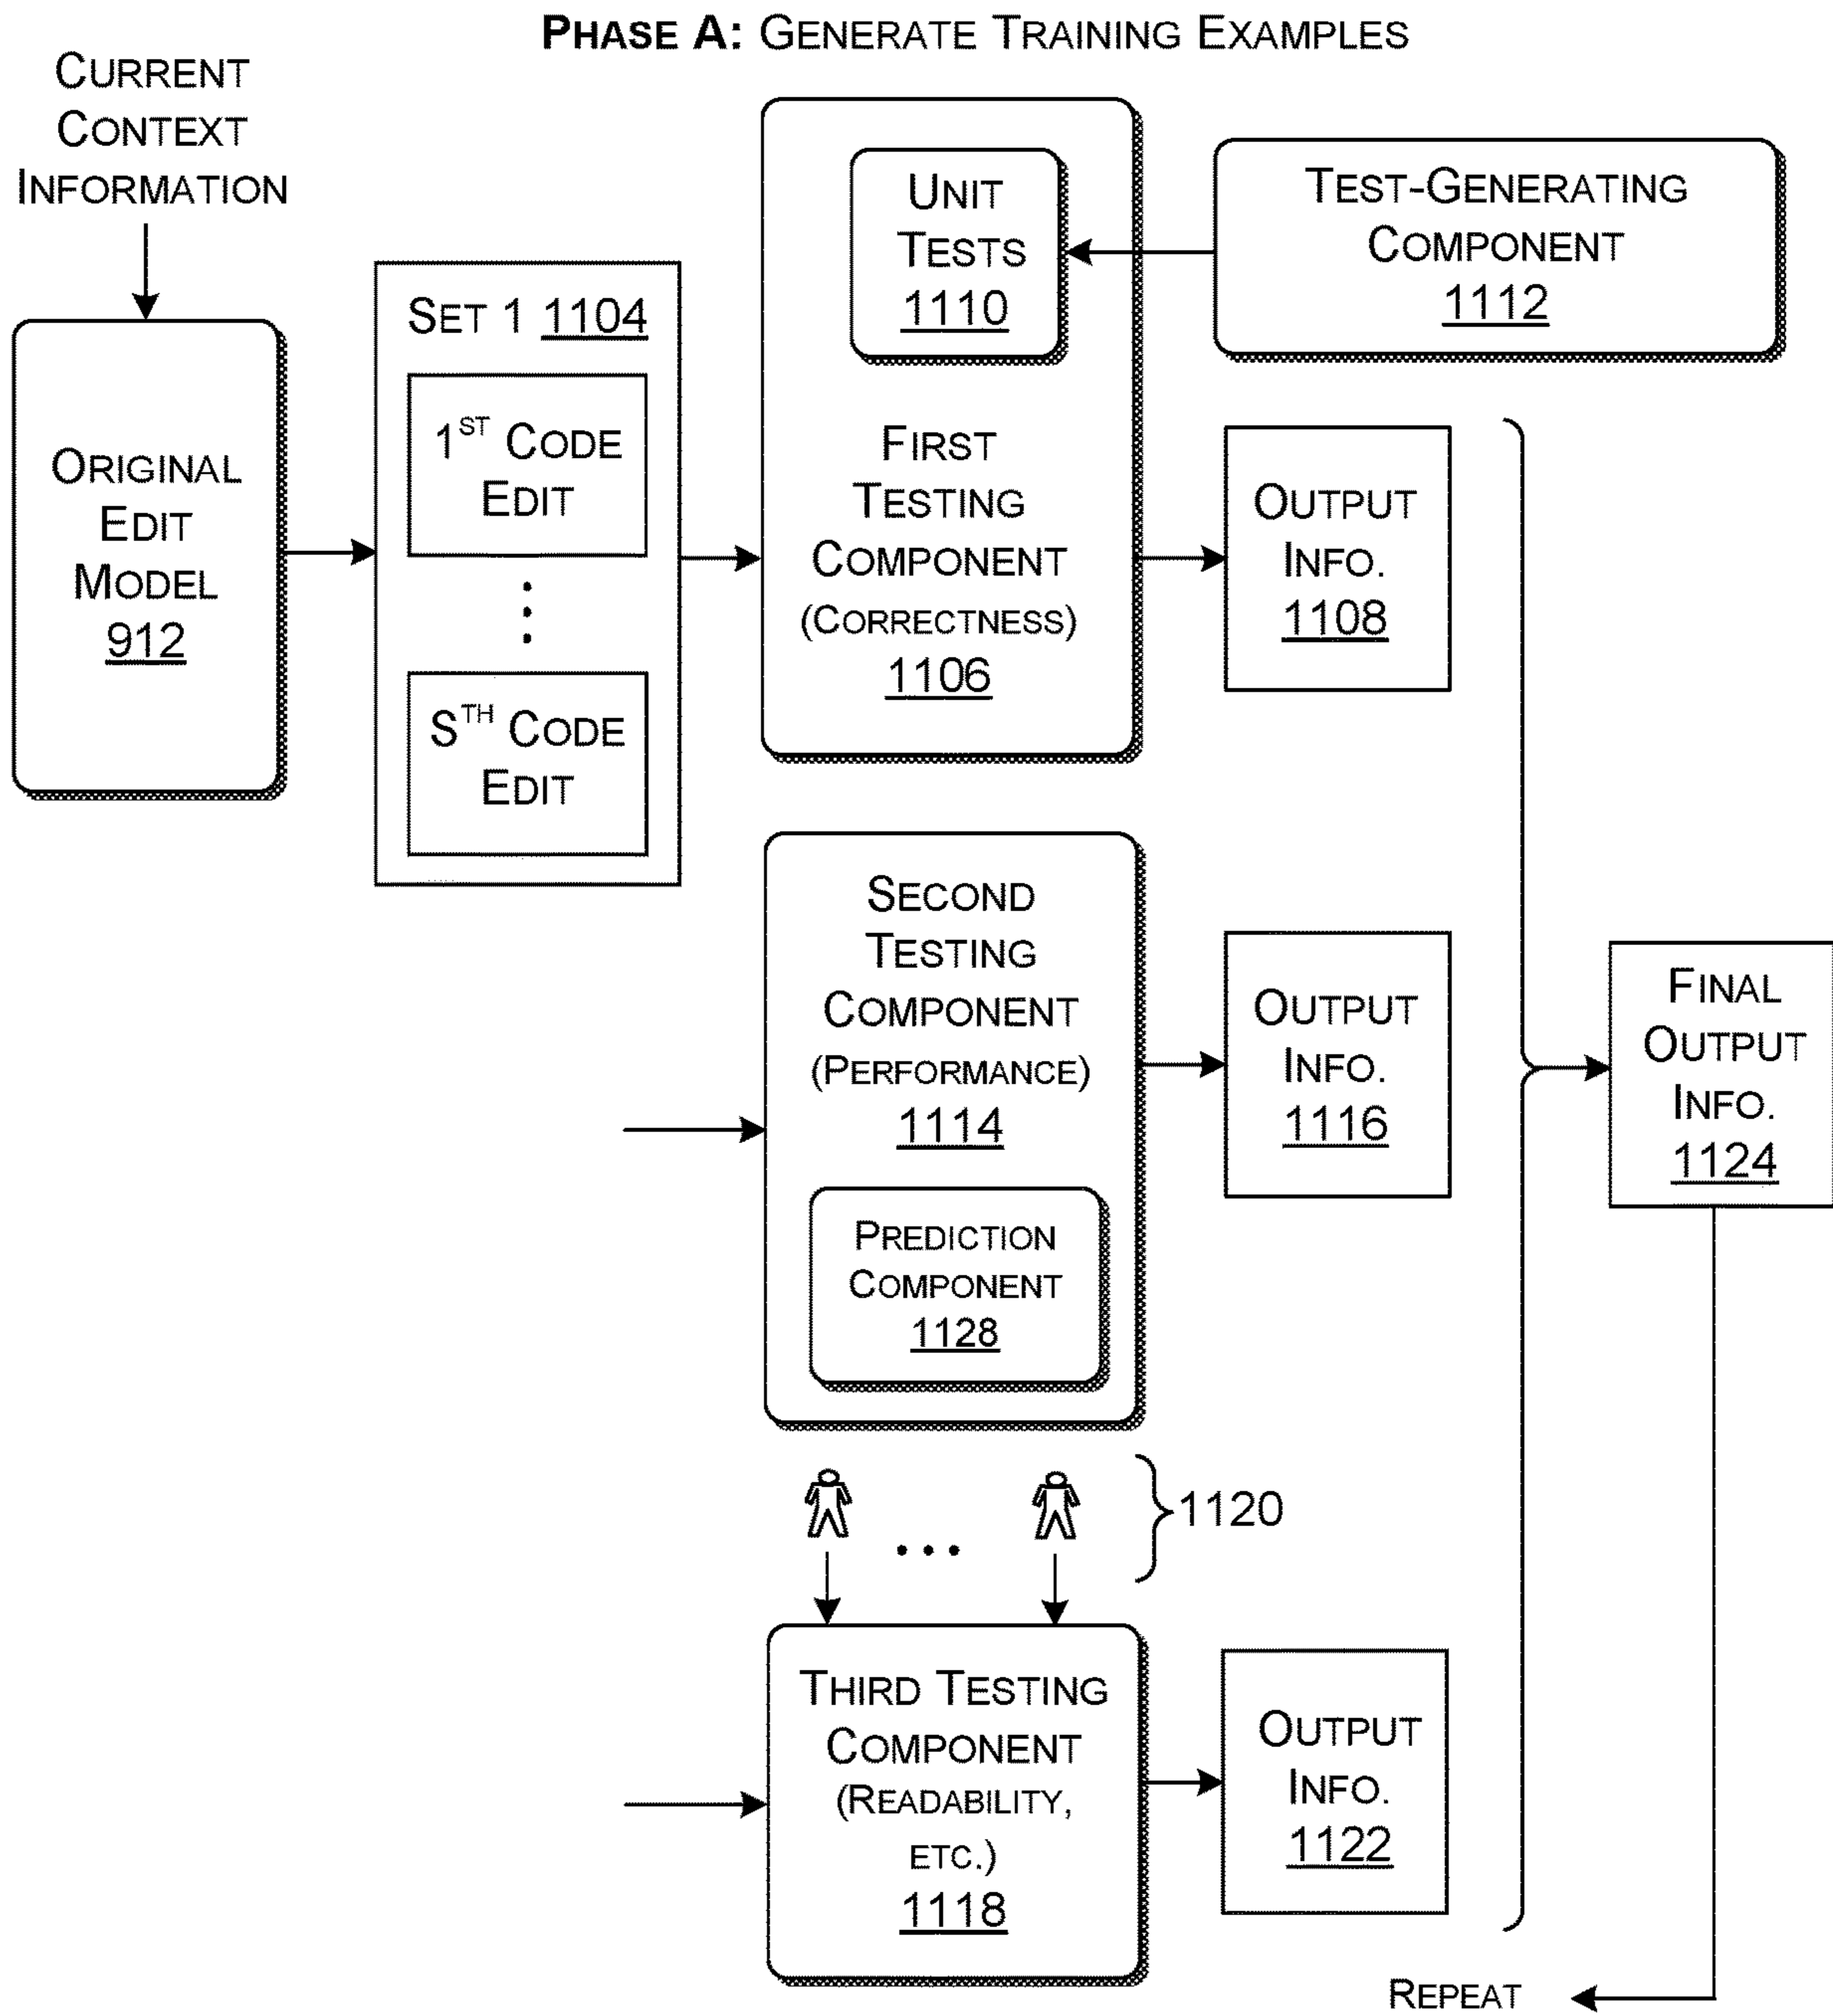 PHASE A: GENERATE TRAINING EXAMPLES
CURRENT
CONTEXT
INFORMATION
ORIGINAL
EDIT
MODEL
912
SET 1 1104
1ST CODE
EDIT
STH CODE
EDIT
UNIT
TESTS
1110
FIRST
TESTING
COMPONENT
(CORRECTNESS)
1106
TEST-GENERATING
COMPONENT
1112
OUTPUT
INFO.
1108
SECOND
TESTING
COMPONENT
(PERFORMANCE)
1114
PREDICTION
COMPONENT
1128
OUTPUT
INFO.
1116
FINAL
OUTPUT
INFO.
1124
1120
THIRD TESTING
COMPONENT
(READABILITY,
ETC.)
1118
OUTPUT
INFO.
1122
REPEAT